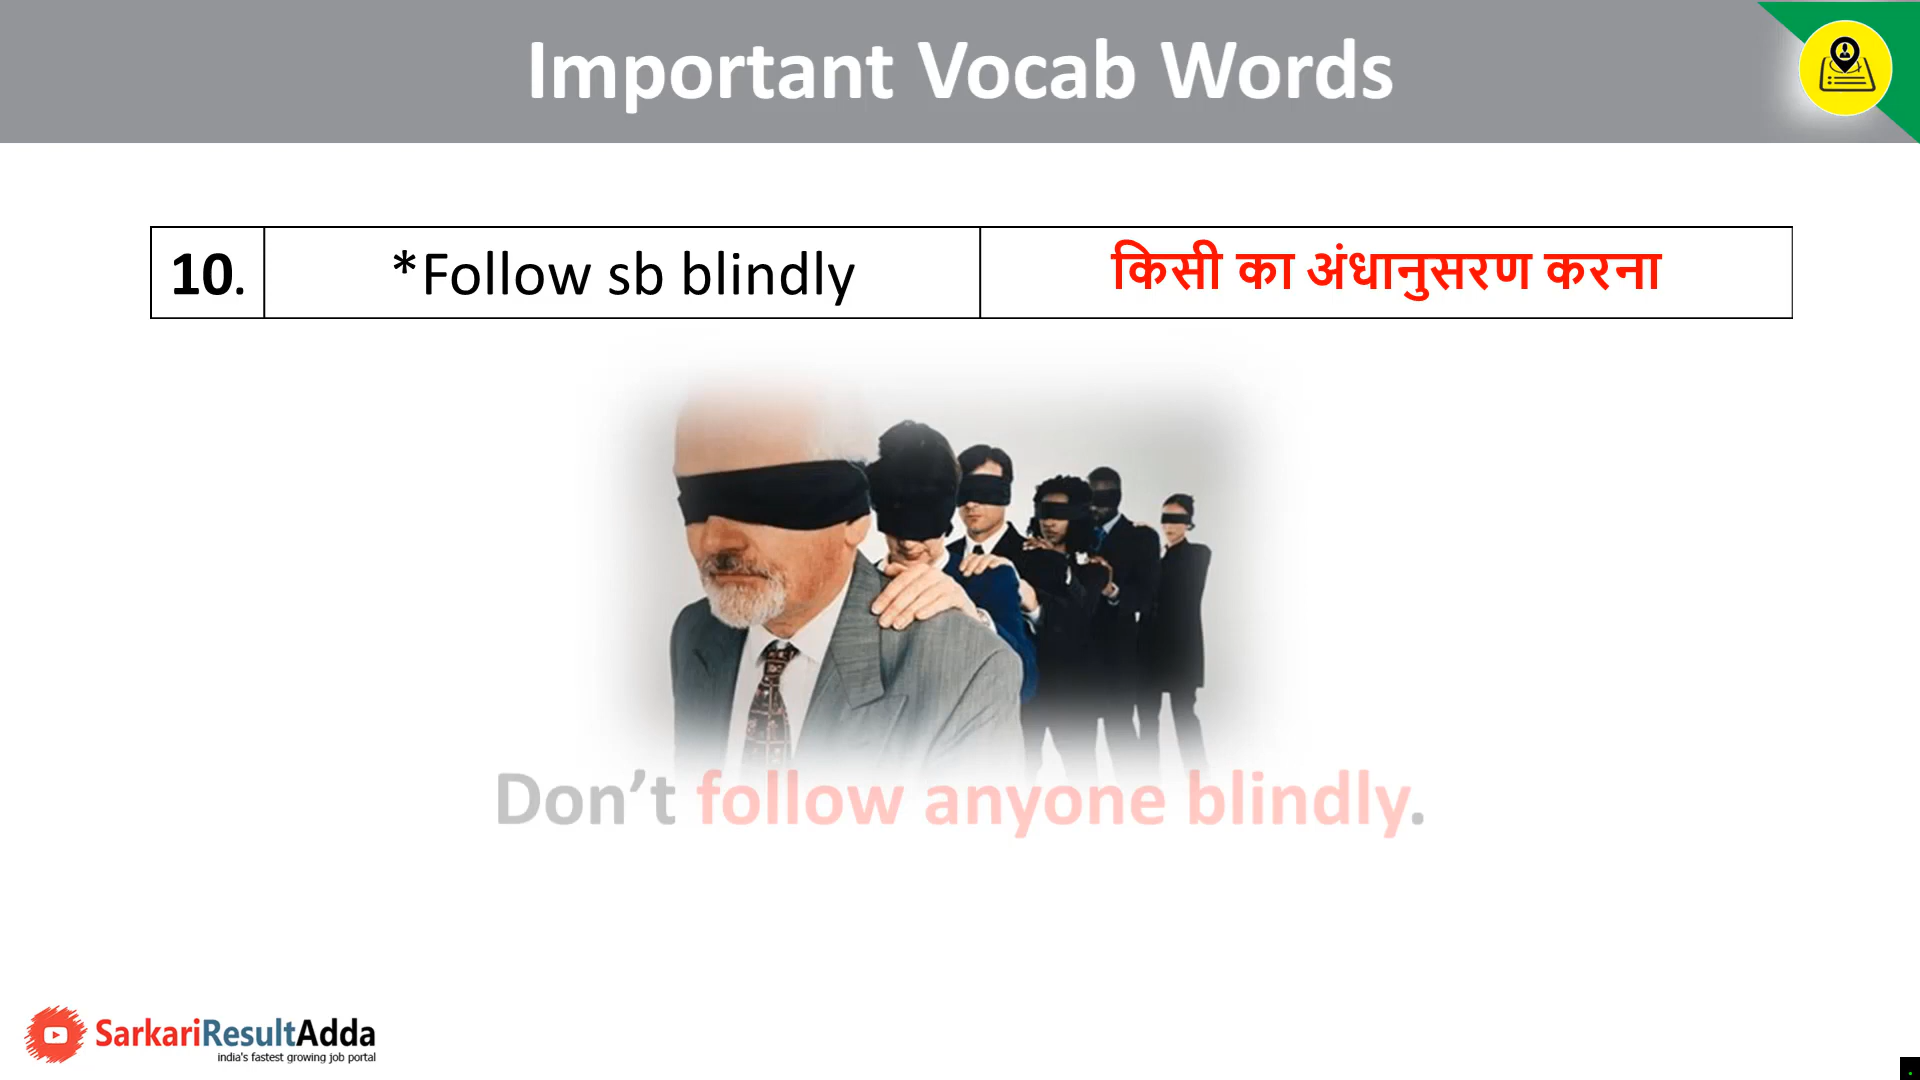 Important Vocab Words
10. *Follow sb blindly किसी का अंधानुसरण करना
Don’t follow anyone blindly.
SarkariResultAdda
india's fastest growing job portal